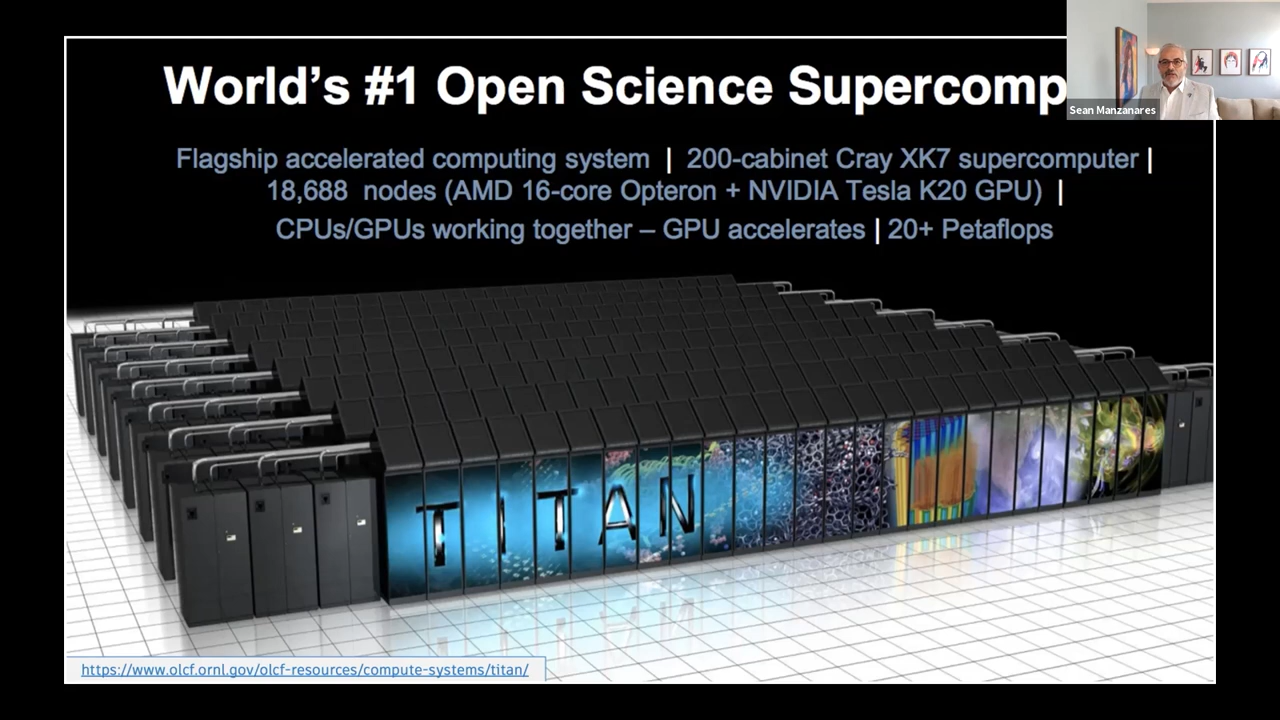 World's #1 Open Science Supercomp
Sean Manzanares
Flagship accelerated computing system | 200-cabinet Cray XK7 supercomputer |
18,688 nodes (AMD 16-core Opteron + NVIDIA Tesla K20 GPU) |
CPUs/GPUs working together – GPU accelerates | 20+ Petaflops
TITAN
https://www.olcf.ornl.gov/olcf-resources/compute-systems/titan/